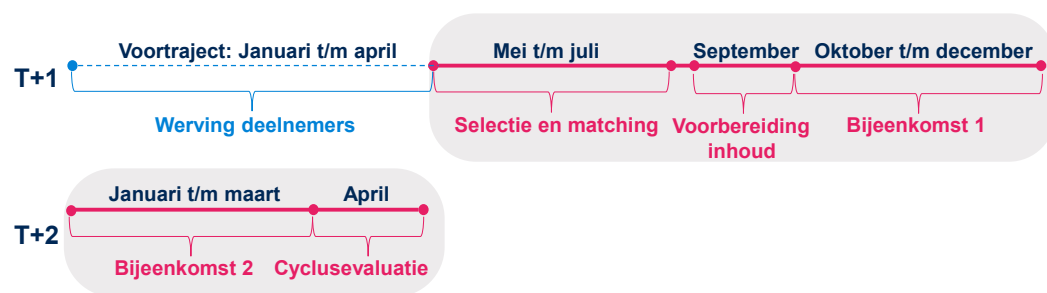 Voortraject: Januari t/m april
Mei t/m juli
September
Oktober t/m december
T+1
Werving deelnemers
Selectie en matching
Voorbereiding
inhoud
Bijeenkomst 1
Januari t/m maart
April
T+2
Bijeenkomst 2
Cyclusevaluatie